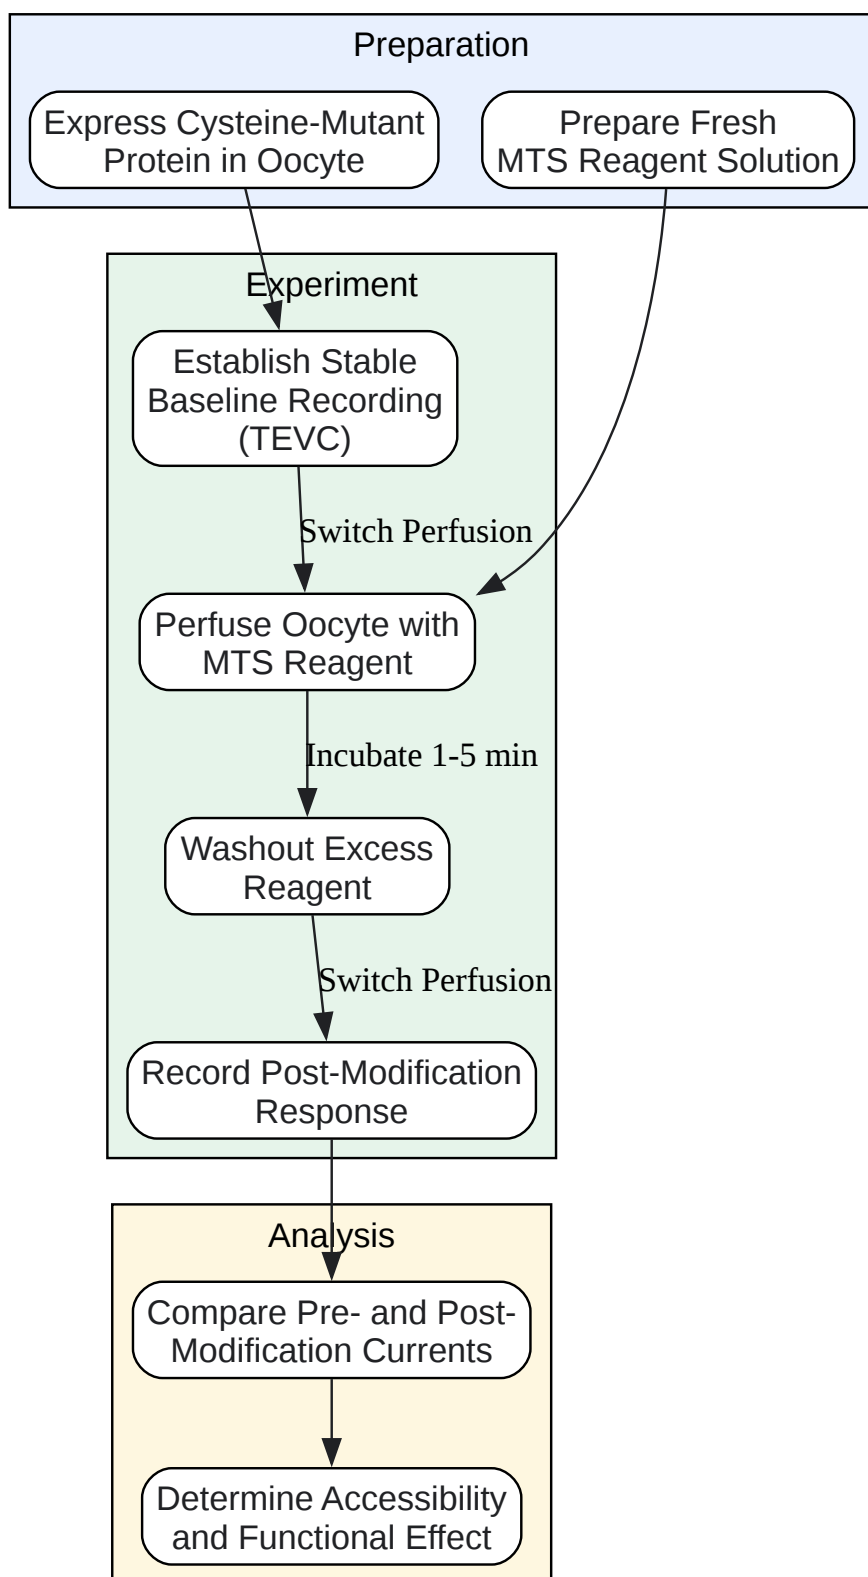 Preparation
Express Cysteine-Mutant
Protein in Oocyte
Prepare Fresh
MTS Reagent Solution
Experiment
Establish Stable
Baseline Recording
(TEVC)
Switch Perfusion
Perfuse Oocyte with
MTS Reagent
Incubate 1-5 min
Washout Excess
Reagent
Switch Perfusion
Record Post-Modification
Response
Analysis
Compare Pre- and Post-
Modification Currents
Determine Accessibility
and Functional Effect